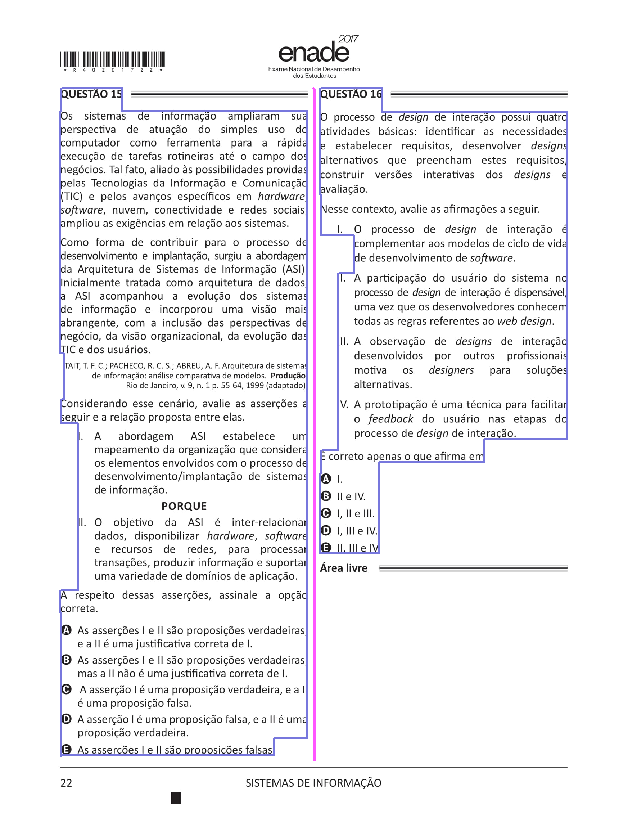 *R4020172 2*
enade 2017
Exame Nacional de Desempenho
dos Estudantes
QUESTÃO 15
Os sistemas de informação ampliaram sua
perspectiva de atuação do simples uso do
computador como ferramenta para a rápida
execução de tarefas rotineiras até o campo dos
negócios. Tal fato, aliado às possibilidades providas
pelas Tecnologias da Informação e Comunicação
(TIC) e pelos avanços específicos em hardware,
software, nuvem, conectividade e redes sociais
ampliou as exigências em relação aos sistemas.
Como forma de contribuir para o processo de
desenvolvimento e implantação, surgiu a abordagem
da Arquitetura de Sistemas de Informação (ASI)
Inicialmente tratada como arquitetura de dados
a ASI acompanhou a evolução dos sistemas
de informação e incorporou uma visão mais
abrangente, com a inclusão das perspectivas de
negócio, da visão organizacional, da evolução das
TIC e dos usuários.
TAIT, T. F. C.; PACHECO, R. C. S.; ABREU, A. F. Arquitetura de sistemas
de informação: análise comparativa de modelos. Produção
Rio de Janeiro, v. 9, n. 1 p. 55-64, 1999 (adaptado)
Considerando esse cenário, avalie as asserções a
seguir e a relação proposta entre elas.
I. A abordagem ASI estabelece um
mapeamento da organização que considera
os elementos envolvidos com o processo de
desenvolvimento/implantação de sistemas
de informação.
PORQUE
II. O objetivo da ASI é inter-relacionar
dados, disponibilizar hardware, software
e recursos de redes, para processar
transações, produzir informação e suportar
uma variedade de domínios de aplicação.
A respeito dessas asserções, assinale a opção
correta.
A As asserções I e II são proposições verdadeiras
e a II é uma justificativa correta de I.
B As asserções I e II são proposições verdadeiras
mas a II não é uma justificativa correta de I.
C A asserção I é uma proposição verdadeira, e a I
é uma proposição falsa.
D A asserção I é uma proposição falsa, e a II é uma
proposição verdadeira.
E As asserções I e II são proposições falsas
QUESTÃO 16
O processo de design de interação possui quatro
atividades básicas: identificar as necessidades
e estabelecer requisitos, desenvolver designs
alternativos que preencham estes requisitos,
construir versões interativas dos designs e
avaliação.
Nesse contexto, avalie as afirmações a seguir.
I. O processo de design de interação é
complementar aos modelos de ciclo de vida
de desenvolvimento de software.
I. A participação do usuário do sistema no
processo de design de interação é dispensável,
uma vez que os desenvolvedores conhecem
todas as regras referentes ao web design.
II. A observação de designs de interação
desenvolvidos por outros profissionais
motiva os designers para soluções
alternativas.
V. A prototipação é uma técnica para facilitar
o feedback do usuário nas etapas do
processo de design de interação.
É correto apenas o que afirma em
A I.
B II e IV.
C I, II e III.
D I, III e IV.
E II, III e IV
Área livre
22
SISTEMAS DE INFORMAÇÃO